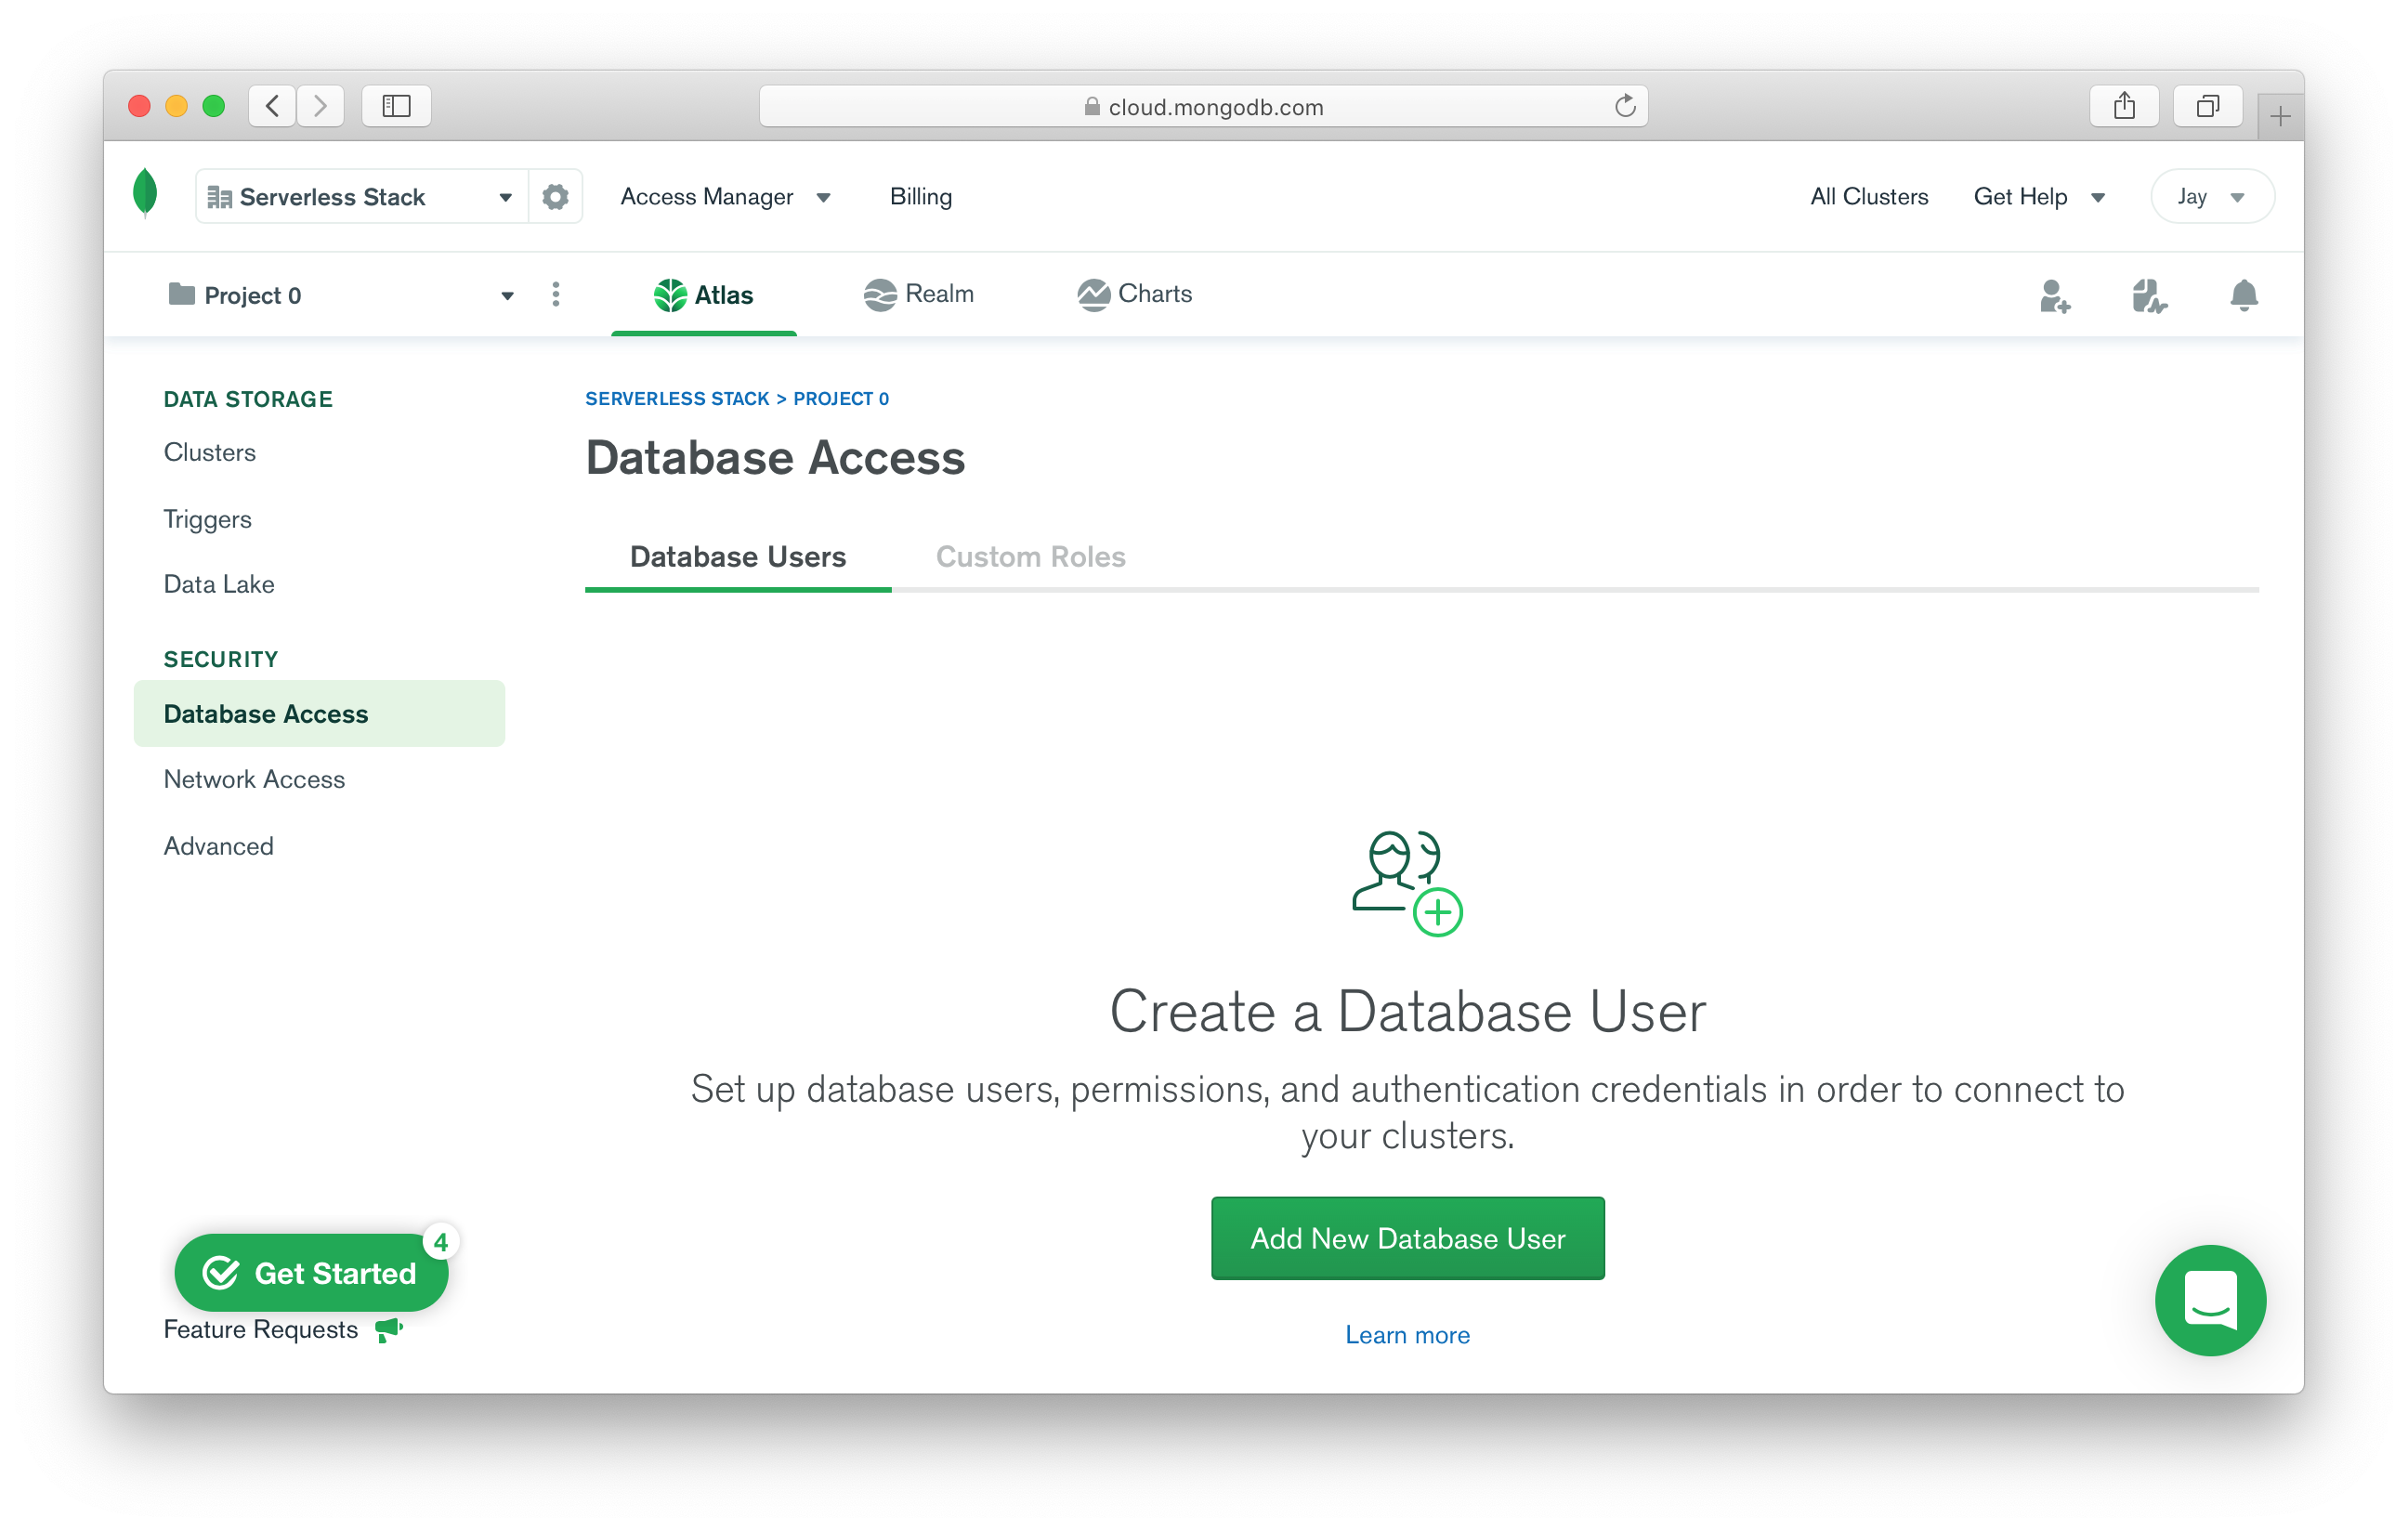 cloud.mongodb.com
Serverless Stack
Access Manager
Billing
All Clusters
Get Help
Jay
Project 0
Atlas
Realm
Charts
DATA STORAGE
Clusters
Triggers
Data Lake
SECURITY
Database Access
Network Access
Advanced
4
Get Started
Feature Requests
SERVERLESS STACK > PROJECT 0
Database Access
Database Users
Custom Roles
Create a Database User
Set up database users, permissions, and authentication credentials in order to connect to
your clusters.
Add New Database User
Learn more